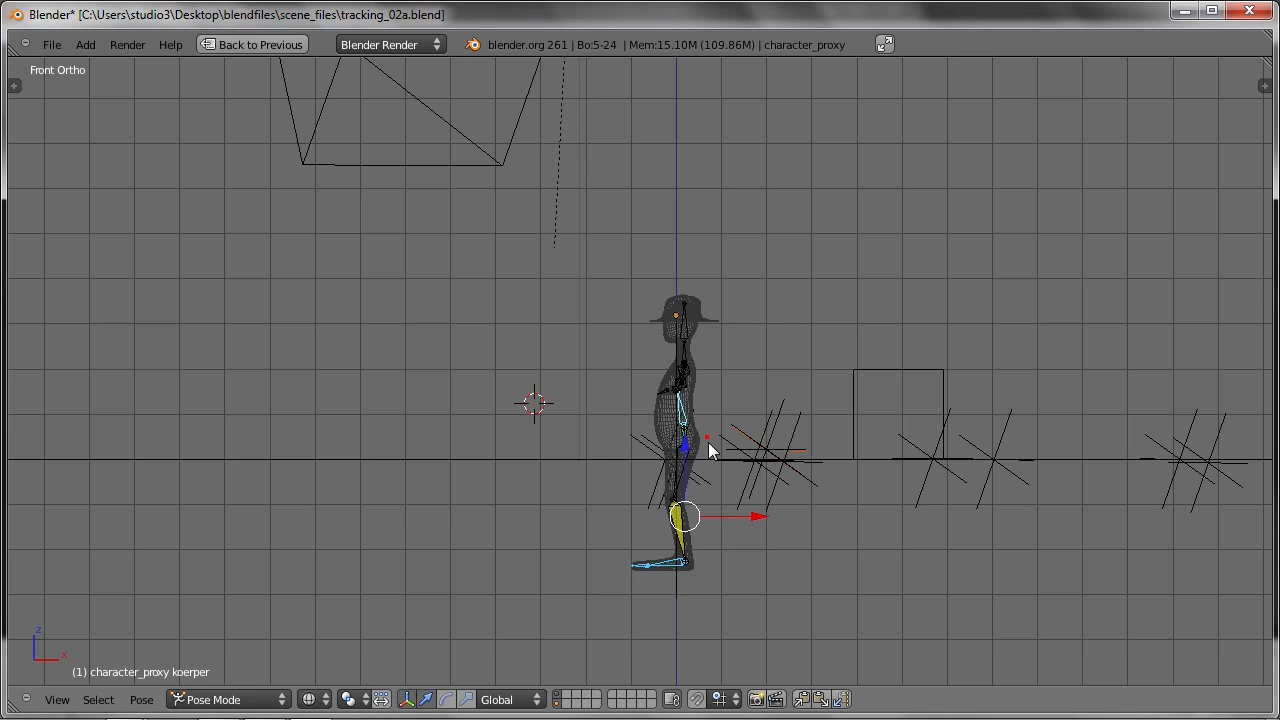 Blender* [C:\Users\studio3\Desktop\blendfiles\scene_files\tracking_02a.blend]
File Add Render Help Back to Previous Blender Render blender.org 261 | Bo:5-24 | Mem:15.10M (109.86M) | character_proxy
Front Ortho
z
x
(1) character_proxy koerper
View Select Pose Pose Mode Global